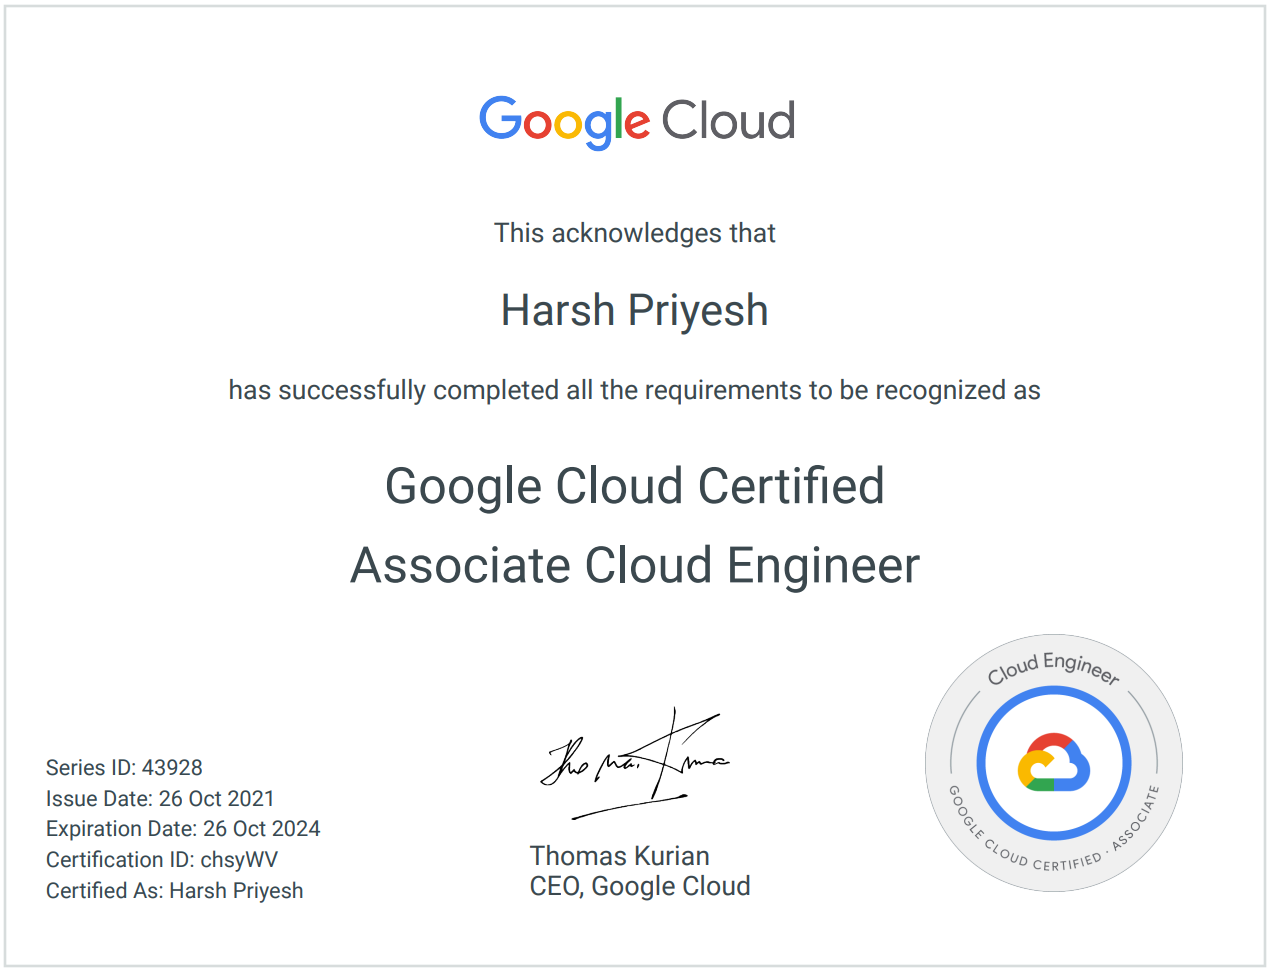 Google Cloud
This acknowledges that
Harsh Priyesh
has successfully completed all the requirements to be recognized as
Google Cloud Certified
Associate Cloud Engineer
Series ID: 43928
Issue Date: 26 Oct 2021
Expiration Date: 26 Oct 2024
Certification ID: chsyWV
Certified As: Harsh Priyesh
Thomas Kurian
CEO, Google Cloud
Cloud Engineer
GOOGLE CLOUD CERTIFIED · ASSOCIATE